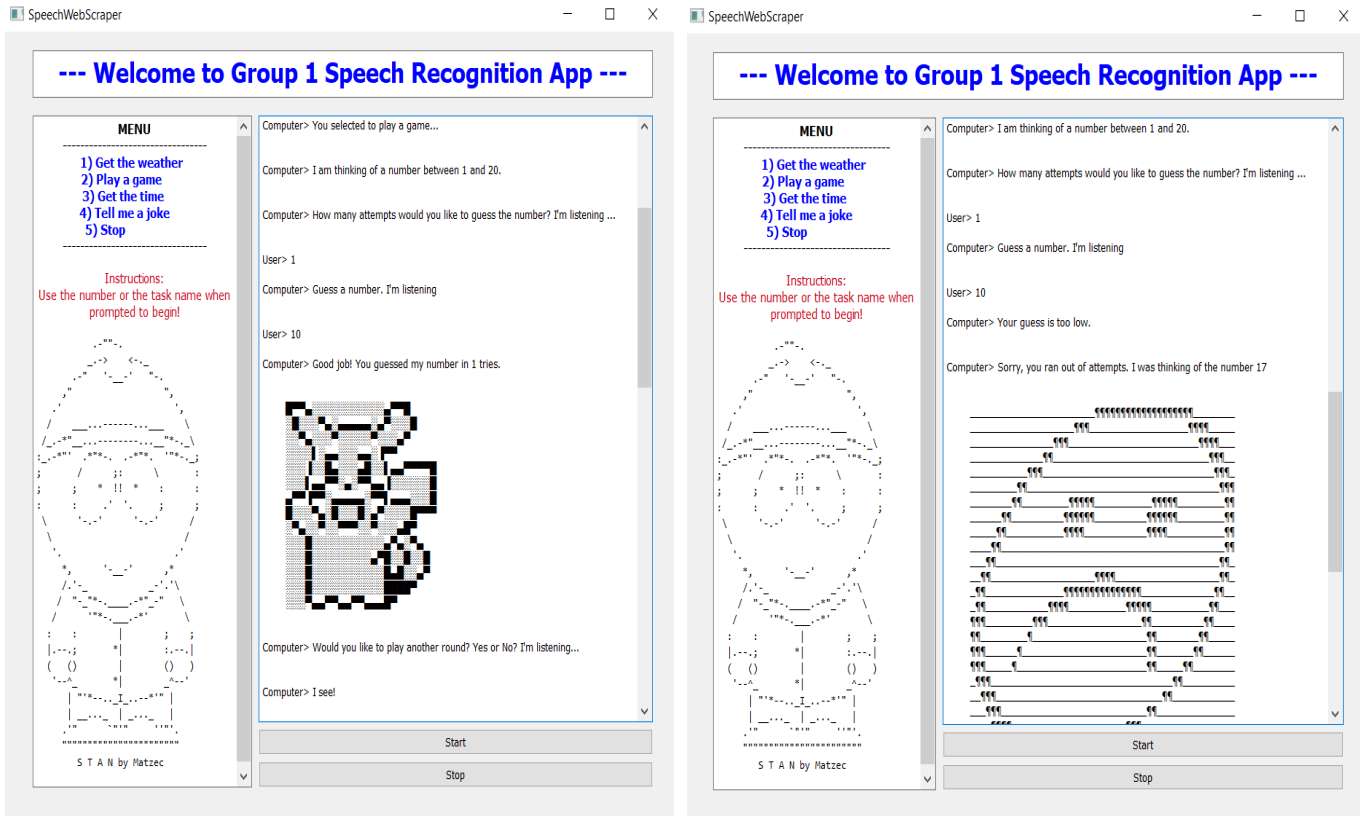 SpeechWebScraper
--- Welcome to Group 1 Speech Recognition App ---
MENU
--------------------------------
1) Get the weather
2) Play a game
3) Get the time
4) Tell me a joke
5) Stop
--------------------------------
Instructions:
Use the number or the task name when
prompted to begin!
S T A N by Matzec
Computer> You selected to play a game...
Computer> I am thinking of a number between 1 and 20.
Computer> How many attempts would you like to guess the number? I'm listening ...
User> 1
Computer> Guess a number. I'm listening
User> 10
Computer> Good job! You guessed my number in 1 tries.
Computer> Would you like to play another round? Yes or No? I'm listening...
Computer> I see!
Start
Stop
SpeechWebScraper
--- Welcome to Group 1 Speech Recognition App ---
MENU
--------------------------------
1) Get the weather
2) Play a game
3) Get the time
4) Tell me a joke
5) Stop
--------------------------------
Instructions:
Use the number or the task name when
prompted to begin!
S T A N by Matzec
Computer> I am thinking of a number between 1 and 20.
Computer> How many attempts would you like to guess the number? I'm listening ...
User> 1
Computer> Guess a number. I'm listening
User> 10
Computer> Your guess is too low.
Computer> Sorry, you ran out of attempts. I was thinking of the number 17
Start
Stop